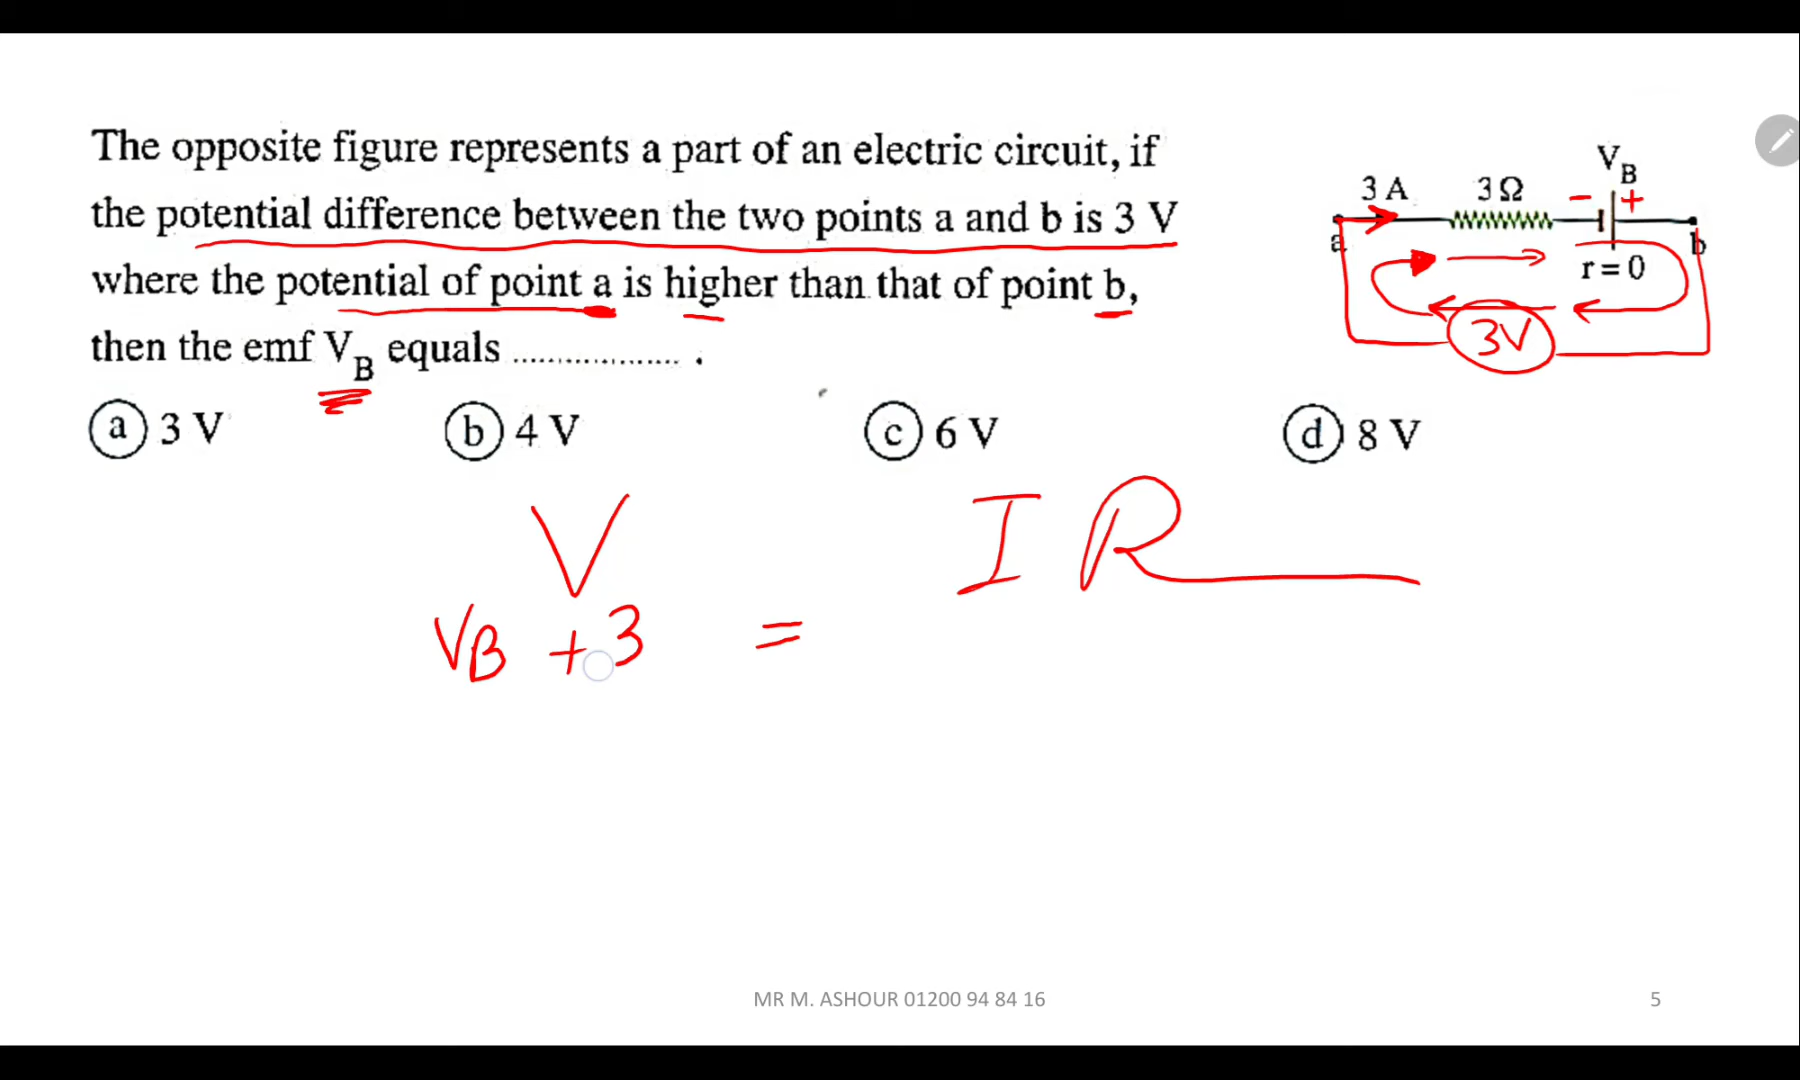 The opposite figure represents a part of an electric circuit, if
the potential difference between the two points a and b is 3 V
where the potential of point a is higher than that of point b,
then the emf V_B equals .................... .
a 3 V b 4 V c 6 V d 8 V
V_B
3 A 3 Ω - +
a b
r = 0
3V
V I R
VB + 3 =
MR M. ASHOUR 01200 94 84 16 5